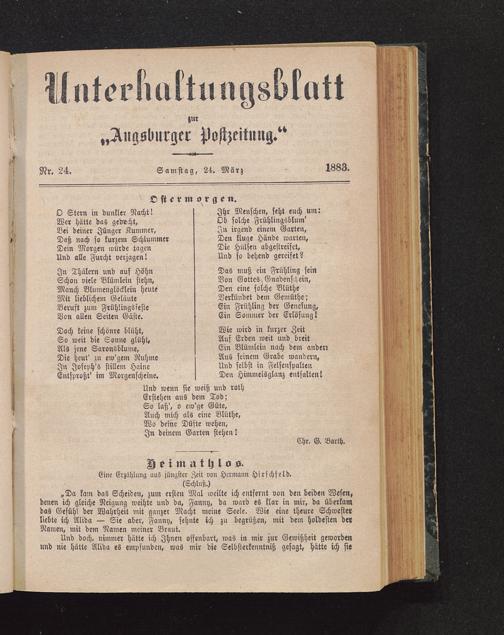 Unterhaltungsblatt
zur
„Augsburger Postzeitung.“
Nr. 24.
Samstag, 24. März
1883.
Ostermorgen.
O Stern in dunkler Nacht!
Wer hätte das gedacht,
Bei deiner Jünger Kummer,
Daß nach so kurzem Schlummer
Dein Morgen würde tagen
Und alle Furcht verjagen!
In Thälern und auf Höhn
Schon viele Blümlein stehn,
Manch Blumenglöcklein heute
Mit lieblichem Geläute
Beruft zum Frühlingsfeste
Von allen Seiten Gäste.
Doch keine schönre blüht,
So weit die Sonne glüht,
Als jene Saronsblume,
Die heut' zu ew'gem Ruhme
In Joseph's stillem Haine
Entsproßt' im Morgenscheine.
Ihr Menschen, seht euch um:
Ob solche Frühlingsblum'
In irgend einem Garten,
Den kluge Hände warten,
Die Hülsen abgestreifet,
Und so behend gereifet?
Das muß ein Frühling sein
Von Gottes Gnadenschein,
Den eine solche Blüthe
Verkündet dem Gemüthe;
Ein Frühling der Genesung,
Ein Sommer der Erlösung!
Wie wird in kurzer Zeit
Auf Erden weit und breit
Ein Blümlein nach dem andern
Aus seinem Grabe wandern,
Und selbst in Felsenspalten
Den Himmelsglanz entfalten!
Und wenn sie weiß und roth
Erstehen aus dem Tod;
So laß', o ew'ge Güte,
Auch mich als eine Blüthe,
Wo deine Düfte wehen,
In deinem Garten stehen!
Chr. G. Barth.
Heimathlos.
Eine Erzählung aus jüngster Zeit von Hermann Hirschfeld.
(Schluß.)
„Da kam das Scheiden, zum ersten Mal weilte ich entfernt von den beiden Wesen,
denen ich gleiche Neigung weihte und da, Fanny, da ward es klar in mir, da überkam
das Gefühl der Wahrheit mit ganzer Macht meine Seele. Wie eine theure Schwester
liebte ich Alida — Sie aber, Fanny, sehnte ich zu begrüßen, mit dem holdesten der
Namen, mit dem Namen meiner Braut.
Und doch, nimmer hätte ich Ihnen offenbart, was in mir zur Gewißheit geworden
und nie hätte Alida es empfunden, was mir die Selbsterkenntniß gesagt, hätte ich sie